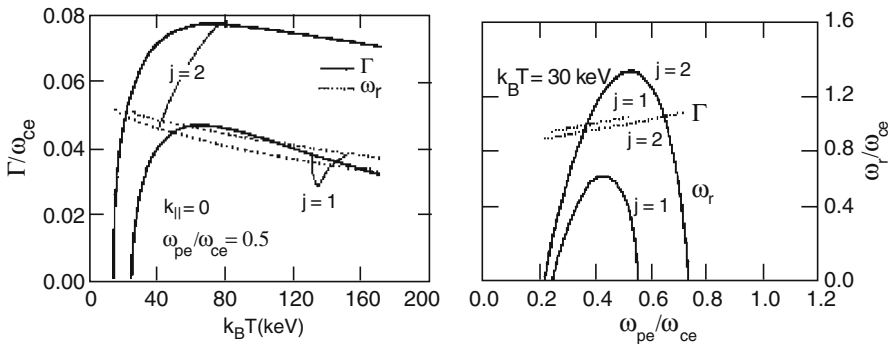 0.08
0.06
0.04
0.02
0.00
Γ/ω_ce
j = 2
Γ
ω_r
j = 1
k_||= 0
ω_pe/ω_ce = 0.5
0 40 80 120 160 200
k_BT(keV)
k_BT = 30 keV
j = 2
j = 1
Γ
j = 2
ω_r
j = 1
1.6
1.2
0.8
0.4
0.0
ω_r/ω_ce
0.0 0.2 0.4 0.6 0.8 1.0 1.2
ω_pe/ω_ce